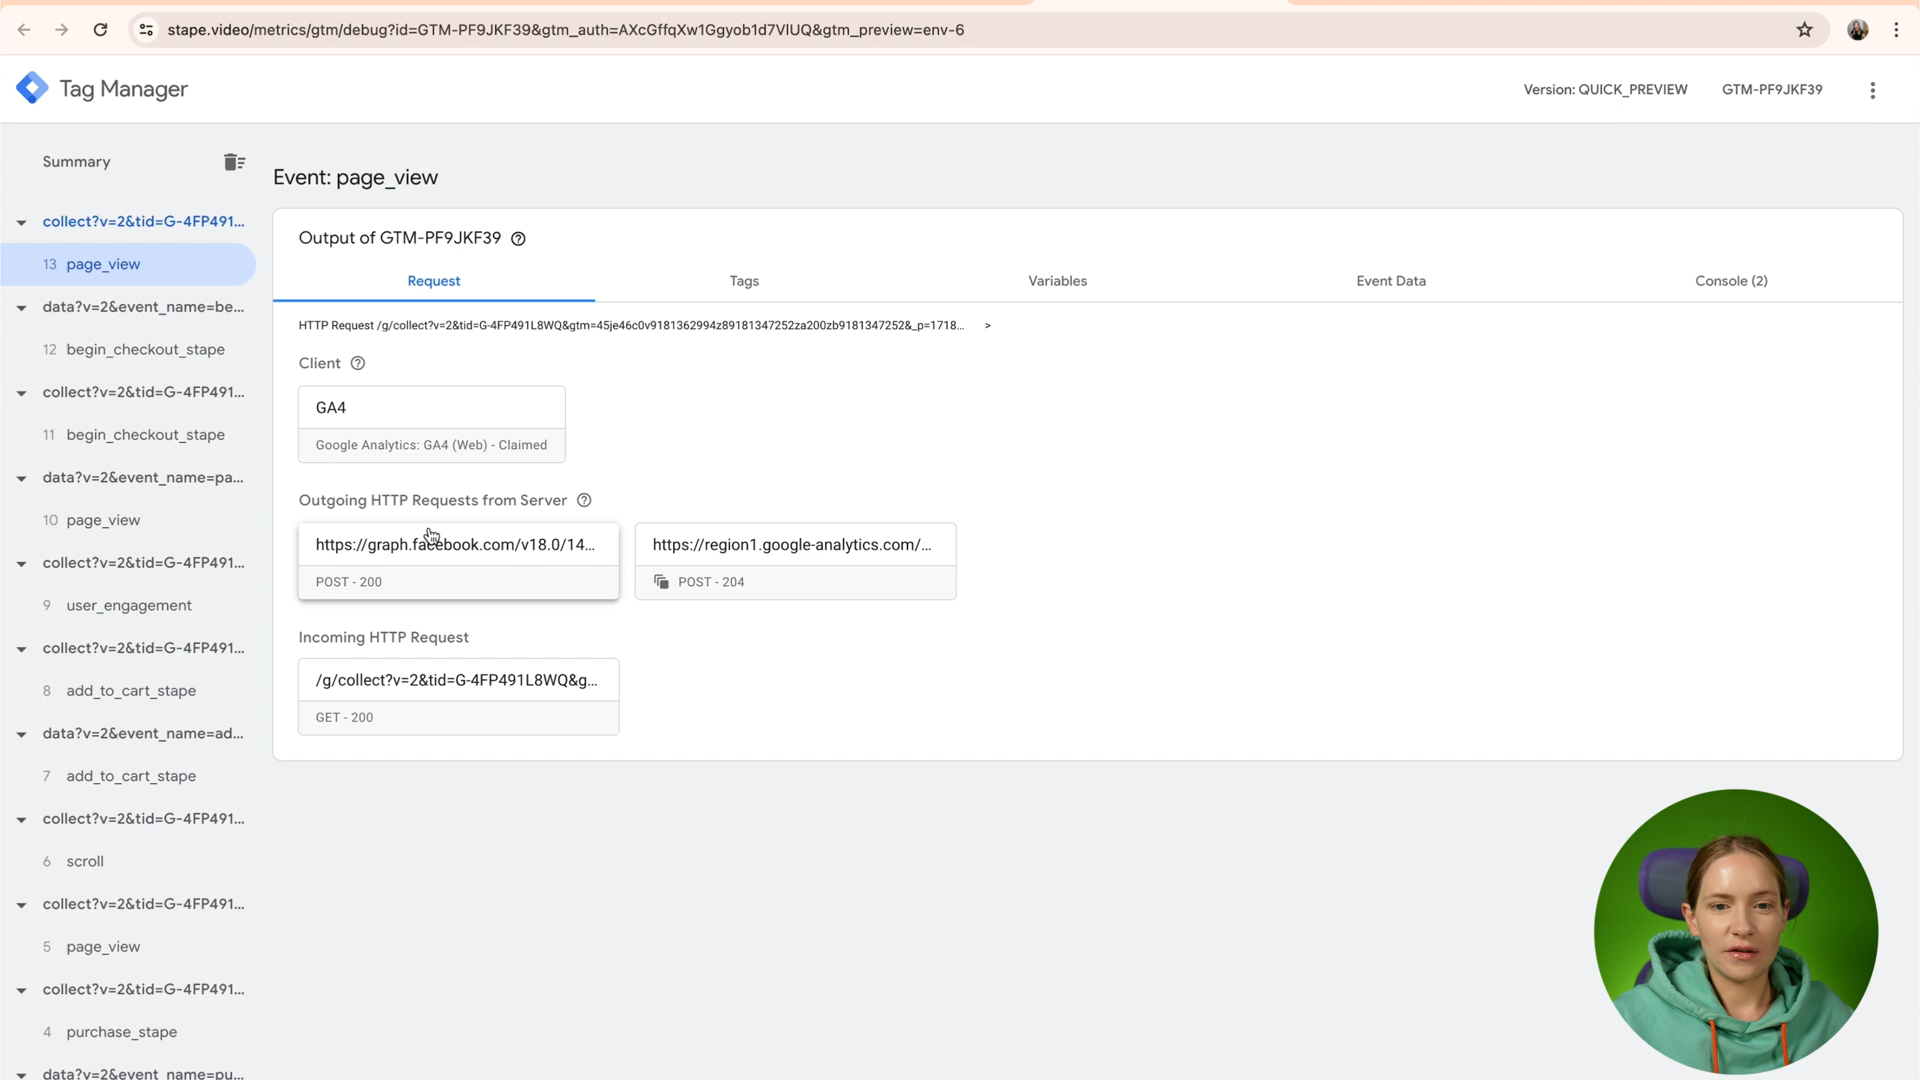 stape.video/metrics/gtm/debug?id=GTM-PF9JKF39&gtm_auth=AXcGffqXw1Ggyob1d7VlUQ&gtm_preview=env-6
Tag Manager
Version: QUICK_PREVIEW
GTM-PF9JKF39
Summary
collect?v=2&tid=G-4FP491...
13 page_view
data?v=2&event_name=be...
12 begin_checkout_stape
collect?v=2&tid=G-4FP491...
11 begin_checkout_stape
data?v=2&event_name=pa...
10 page_view
collect?v=2&tid=G-4FP491...
9 user_engagement
collect?v=2&tid=G-4FP491...
8 add_to_cart_stape
data?v=2&event_name=ad...
7 add_to_cart_stape
collect?v=2&tid=G-4FP491...
6 scroll
collect?v=2&tid=G-4FP491...
5 page_view
collect?v=2&tid=G-4FP491...
4 purchase_stape
data?v=2&event_name=pu...
Event: page_view
Output of GTM-PF9JKF39
Request
Tags
Variables
Event Data
Console (2)
HTTP Request /g/collect?v=2&tid=G-4FP491L8WQ&gtm=45je46c0v9181362994z89181347252za200zb9181347252&_p=1718... >
Client
GA4
Google Analytics: GA4 (Web) - Claimed
Outgoing HTTP Requests from Server
https://graph.facebook.com/v18.0/14...
POST - 200
https://region1.google-analytics.com/...
POST - 204
Incoming HTTP Request
/g/collect?v=2&tid=G-4FP491L8WQ&g...
GET - 200